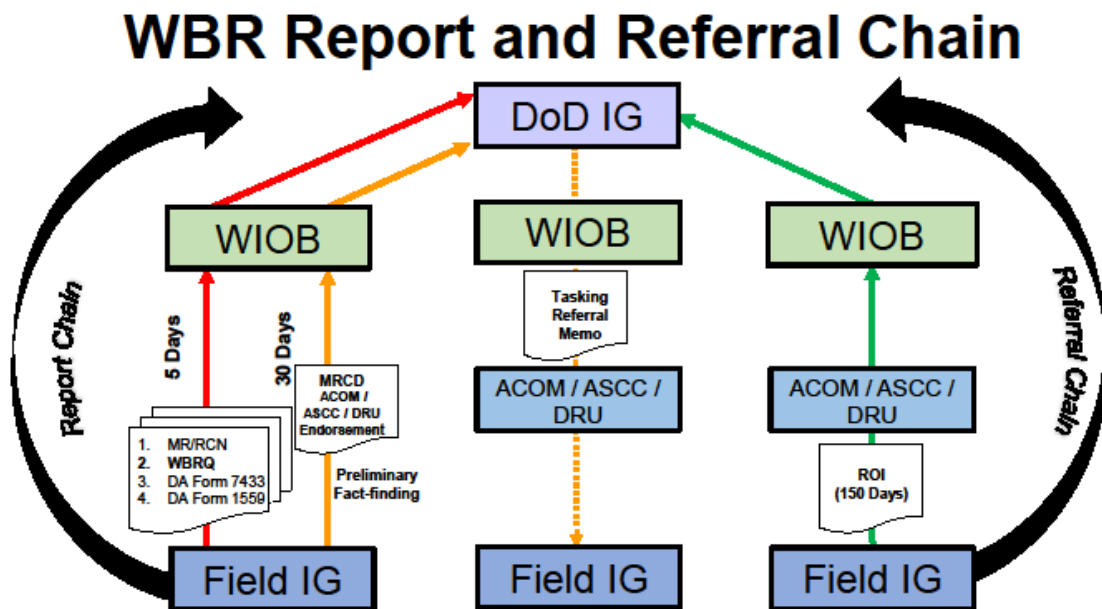 WBR Report and Referral Chain
DoD IG
WIOB
WIOB
WIOB
Report Chain
5 Days
30 Days
MRCD
ACOM /
ASCC / DRU
Endorsement
1. MR/RCN
2. WBRQ
3. DA Form 7433
4. DA Form 1559
Preliminary
Fact-finding
Field IG
Tasking
Referral
Memo
ACOM / ASCC /
DRU
Field IG
ACOM / ASCC /
DRU
ROI
(150 Days)
Field IG
Referral Chain